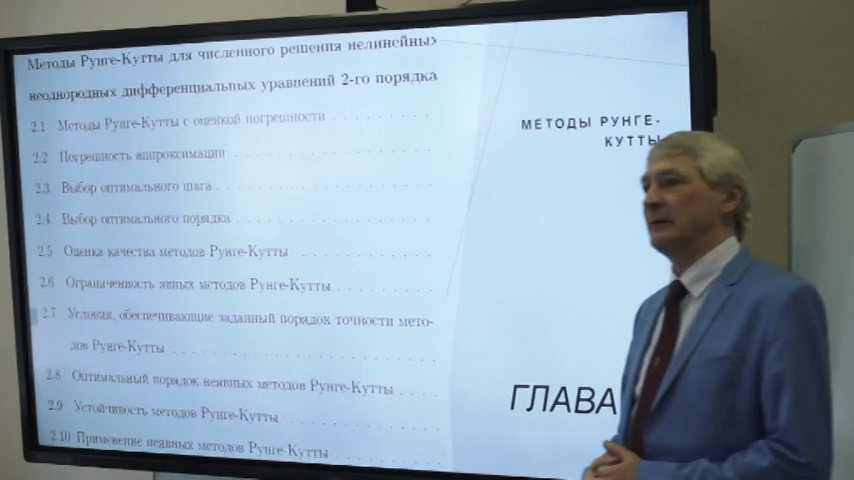 Методы Рунге-Кутты для численного решения нелинейных
неоднородных дифференциальных уравнений 2-го порядка
2.1 Методы Рунге-Кутты с оценкой погрешности . . . . . . . . . .
2.2 Погрешность аппроксимации . . . . . . . . . . . . . . . . . .
2.3 Выбор оптимального шага . . . . . . . . . . . . . . . . . . .
2.4 Выбор оптимального порядка . . . . . . . . . . . . . . . . . .
2.5 Оценка качества методов Рунге-Кутты . . . . . . . . . . . .
2.6 Ограниченность явных методов Рунге-Кутты . . . . . . . . .
2.7 Условия, обеспечивающие заданный порядок точности мето-
дов Рунге-Кутты . . . . . . . . . . . . . . . . . . . . . . . .
2.8 Оптимальный порядок неявных методов Рунге-Кутты . . . .
2.9 Устойчивость методов Рунге-Кутты . . . . . . . . . . . . .
2.10 Применение неявных методов Рунге-Кутты . . . . . . . . .
МЕТОДЫ РУНГЕ-
КУТТЫ
ГЛАВА